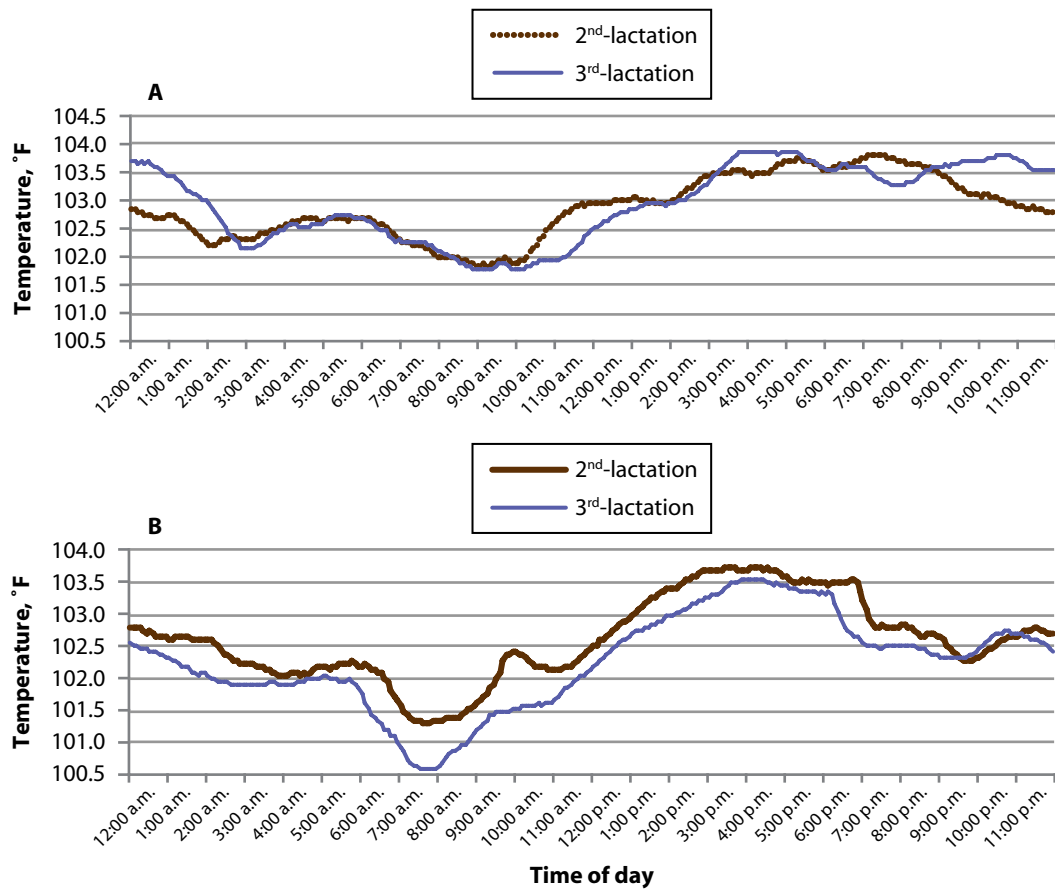 2nd-lactation
3rd-lactation
A
Temperature, ˚F
104.5
104.0
103.5
103.0
102.5
102.0
101.5
101.0
100.5
12:00 a.m.
1:00 a.m.
2:00 a.m.
3:00 a.m.
4:00 a.m.
5:00 a.m.
6:00 a.m.
7:00 a.m.
8:00 a.m.
9:00 a.m.
10:00 a.m.
11:00 a.m.
12:00 p.m.
1:00 p.m.
2:00 p.m.
3:00 p.m.
4:00 p.m.
5:00 p.m.
6:00 p.m.
7:00 p.m.
8:00 p.m.
9:00 p.m.
10:00 p.m.
11:00 p.m.
2nd-lactation
3rd-lactation
B
Temperature, ˚F
104.0
103.5
103.0
102.5
102.0
101.5
101.0
100.5
12:00 a.m.
1:00 a.m.
2:00 a.m.
3:00 a.m.
4:00 a.m.
5:00 a.m.
6:00 a.m.
7:00 a.m.
8:00 a.m.
9:00 a.m.
10:00 a.m.
11:00 a.m.
12:00 p.m.
1:00 p.m.
2:00 p.m.
3:00 p.m.
4:00 p.m.
5:00 p.m.
6:00 p.m.
7:00 p.m.
8:00 p.m.
9:00 p.m.
10:00 p.m.
11:00 p.m.
Time of day